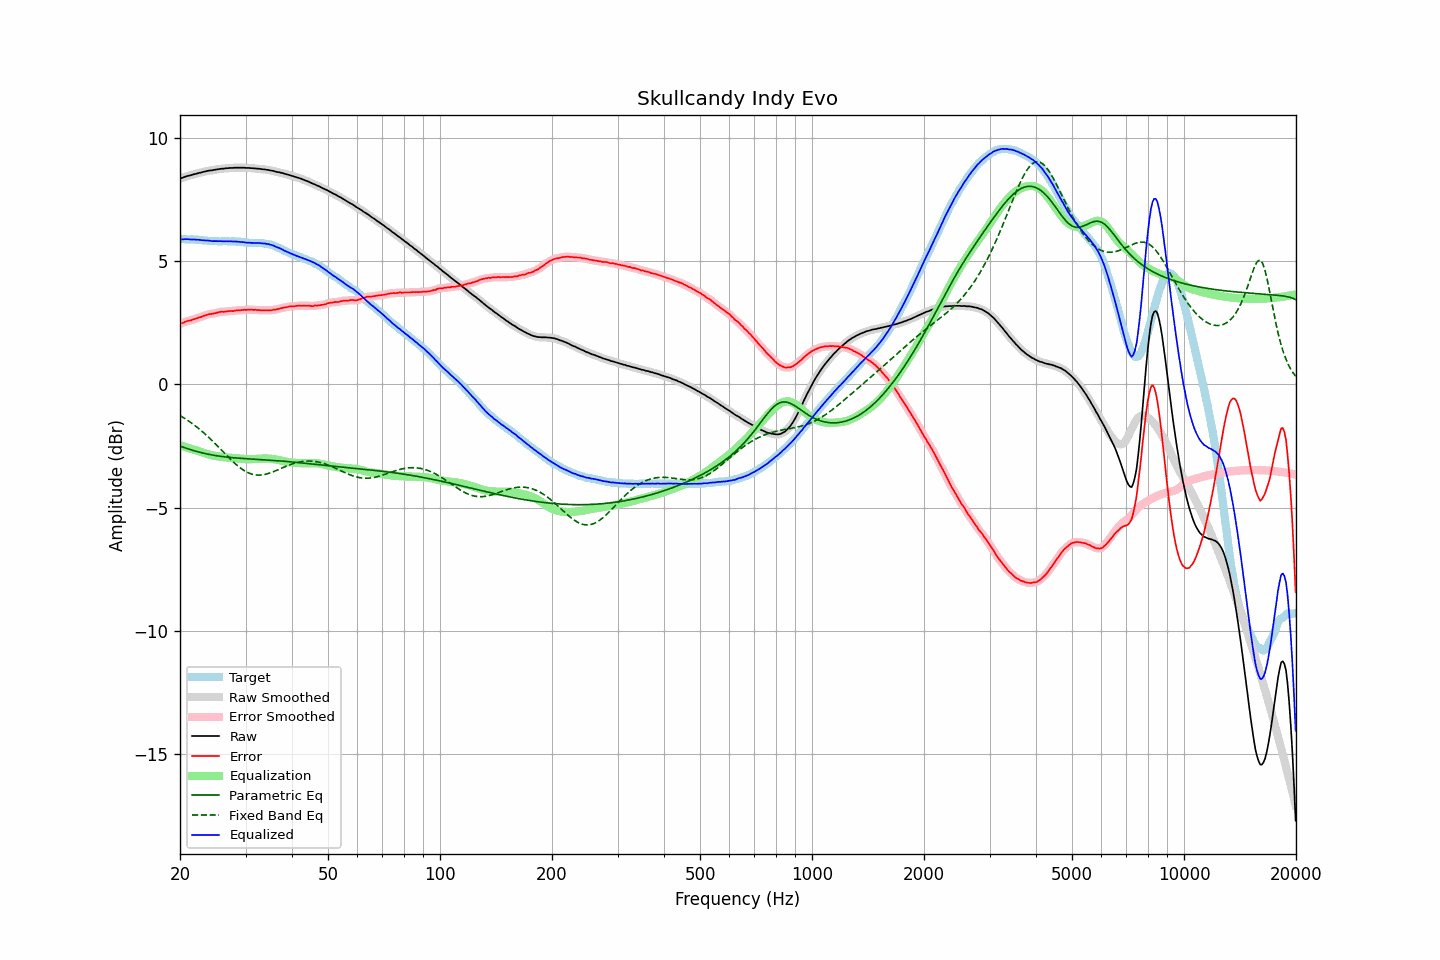 Skullcandy Indy Evo
Amplitude (dBr)
10
5
0
−5
−10
−15
Target
Raw Smoothed
Error Smoothed
Raw
Error
Equalization
Parametric Eq
Fixed Band Eq
Equalized
20 50 100 200 500 1000 2000 5000 10000 20000
Frequency (Hz)